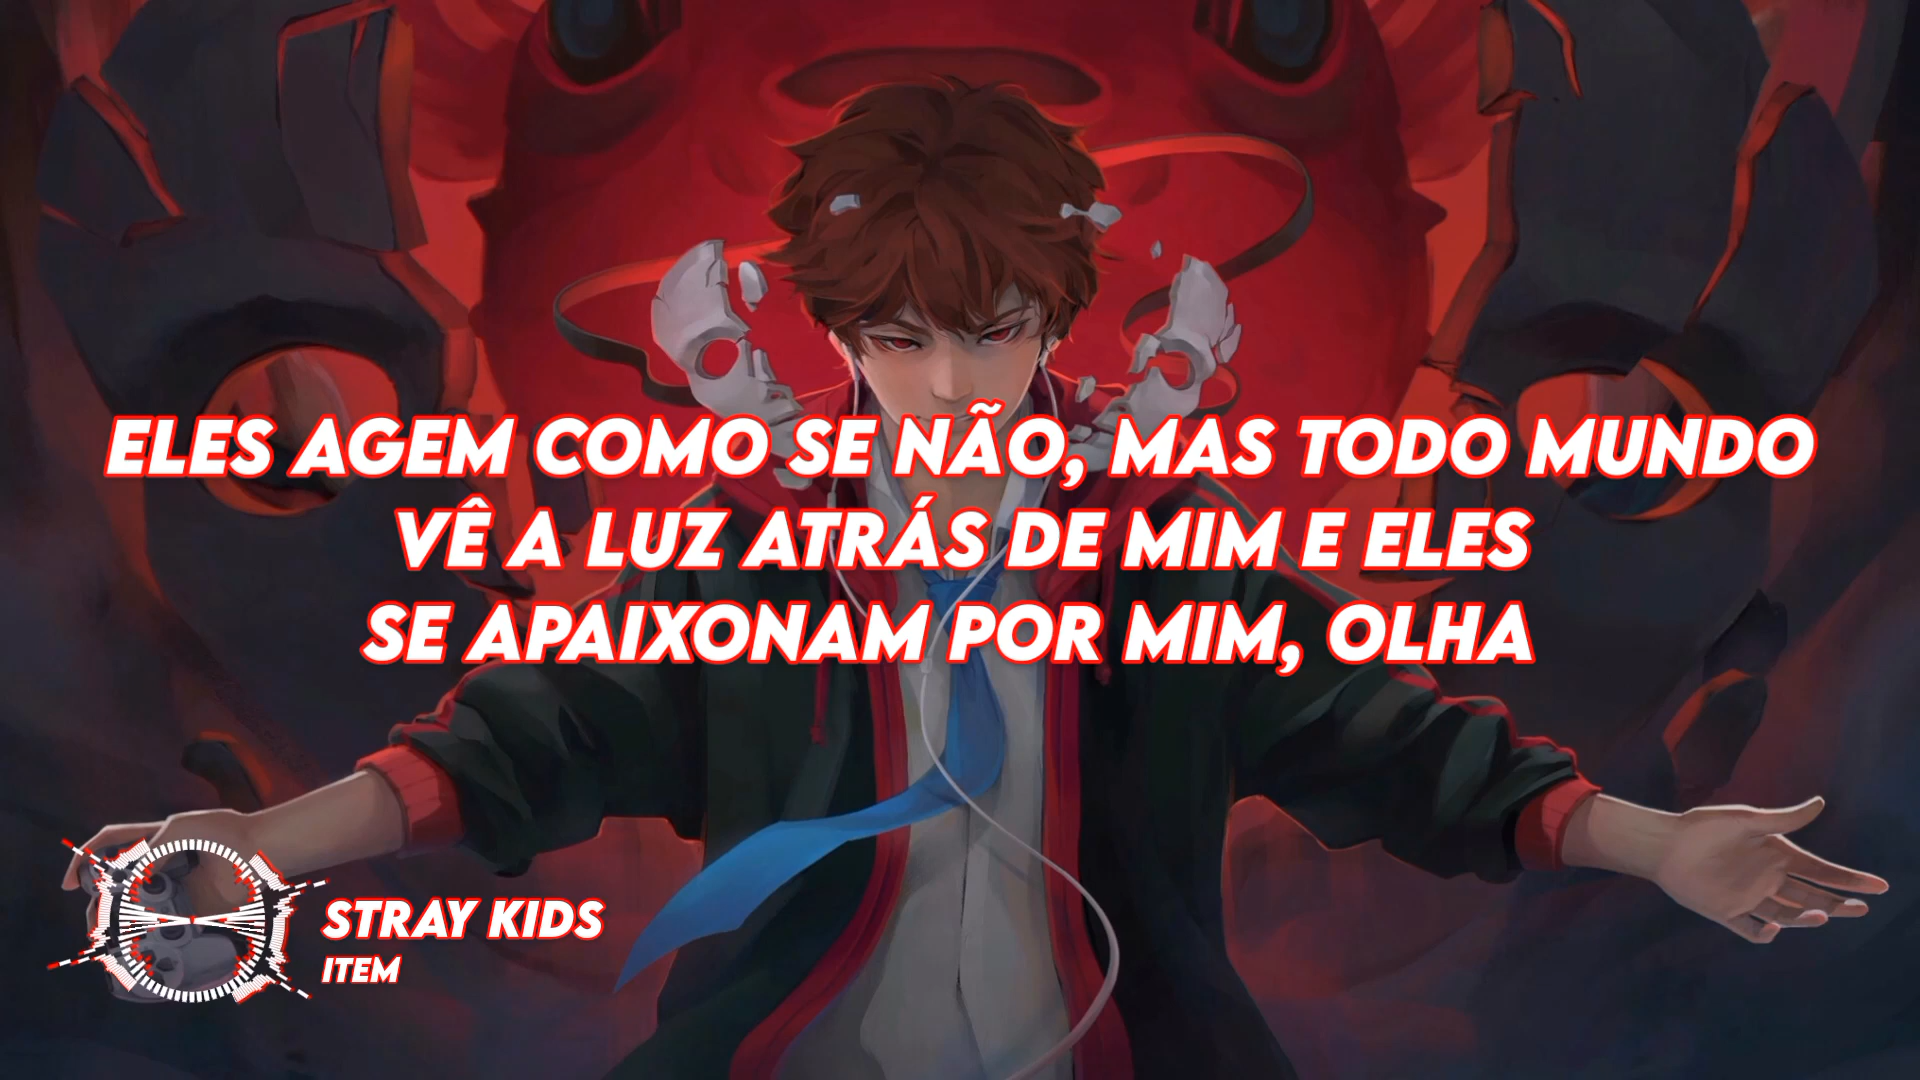 ELES AGEM COMO SE NÃO, MAS TODO MUNDO
VÊ A LUZ ATRÁS DE MIM E ELES
SE APAIXONAM POR MIM, OLHA
STRAY KIDS
ITEM